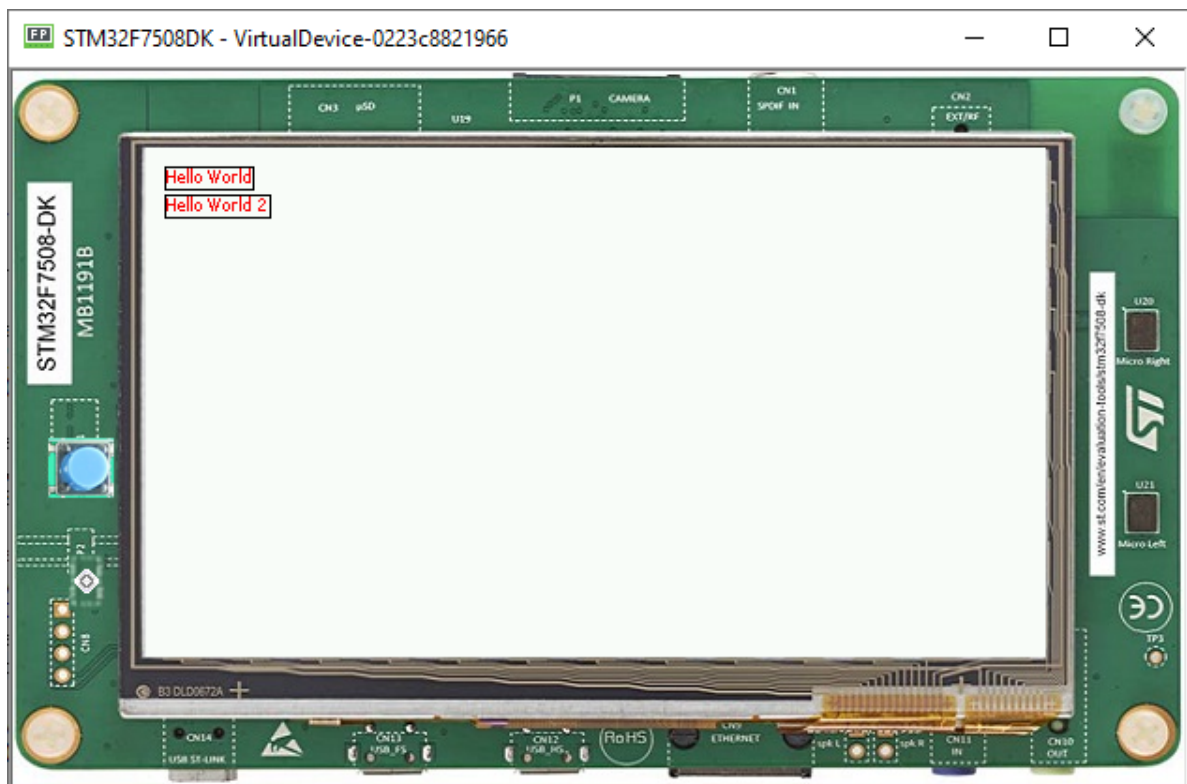 STM32F7508DK - VirtualDevice-0223c8821966
CN3 µSD
U19
P1 CAMERA
CN1
SPDIF IN
CN2
EXT/RF
Hello World
Hello World 2
STM32F7508-DK
MB1191B
www.st.com/en/evaluation-tools/stm32f7508-dk
U20
Micro Right
U21
Micro Left
P2
CN8
TP3
B3 DLD0672A
CN14
USB ST-LINK
CN13
USB_FS
CN12
USB_HS
RoHS
CN9
ETHERNET
spk L
spk R
CN11
IN
CN10
OUT